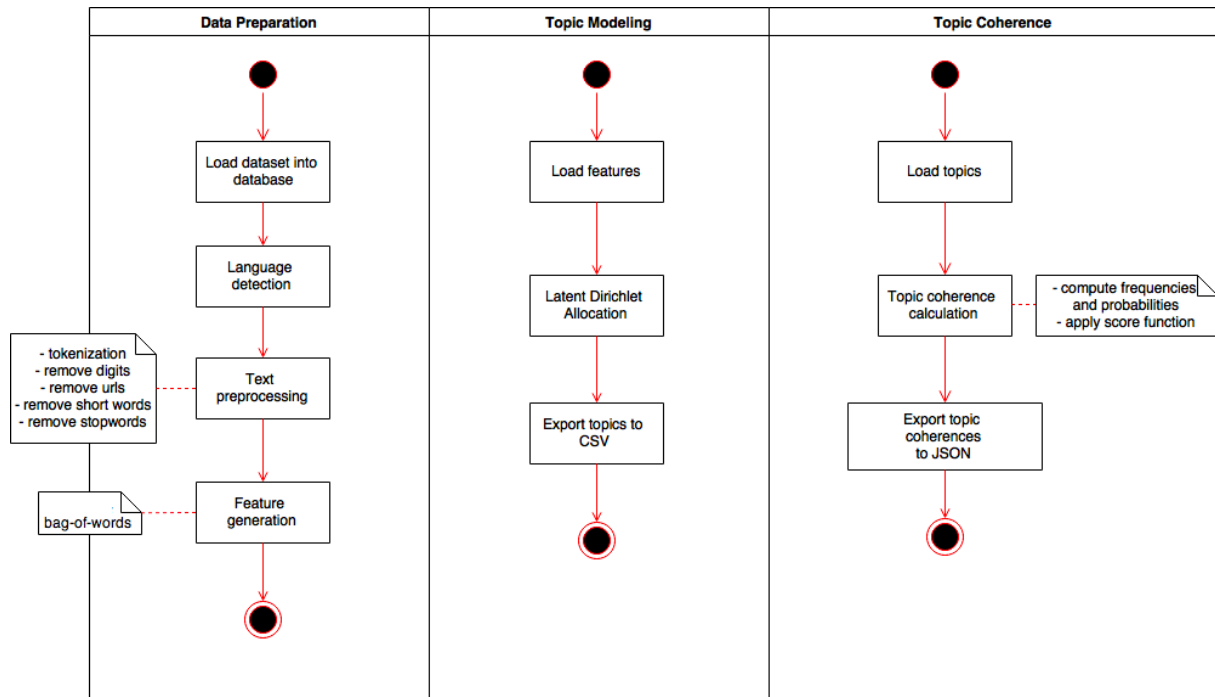 Data Preparation
Topic Modeling
Topic Coherence
Load dataset into
database
Language
detection
- tokenization
- remove digits
- remove urls
- remove short words
- remove stopwords
Text
preprocessing
bag-of-words
Feature
generation
Load features
Latent Dirichlet
Allocation
Export topics to
CSV
Load topics
Topic coherence
calculation
- compute frequencies
and probabilities
- apply score function
Export topic
coherences
to JSON